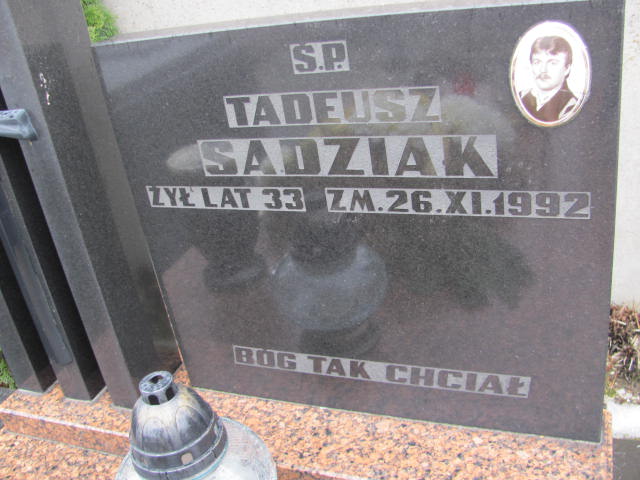 Ś.P.
TADEUSZ
SADZIAK
ŻYŁ LAT 33 ZM. 26.XI.1992
BÓG TAK CHCIAŁ